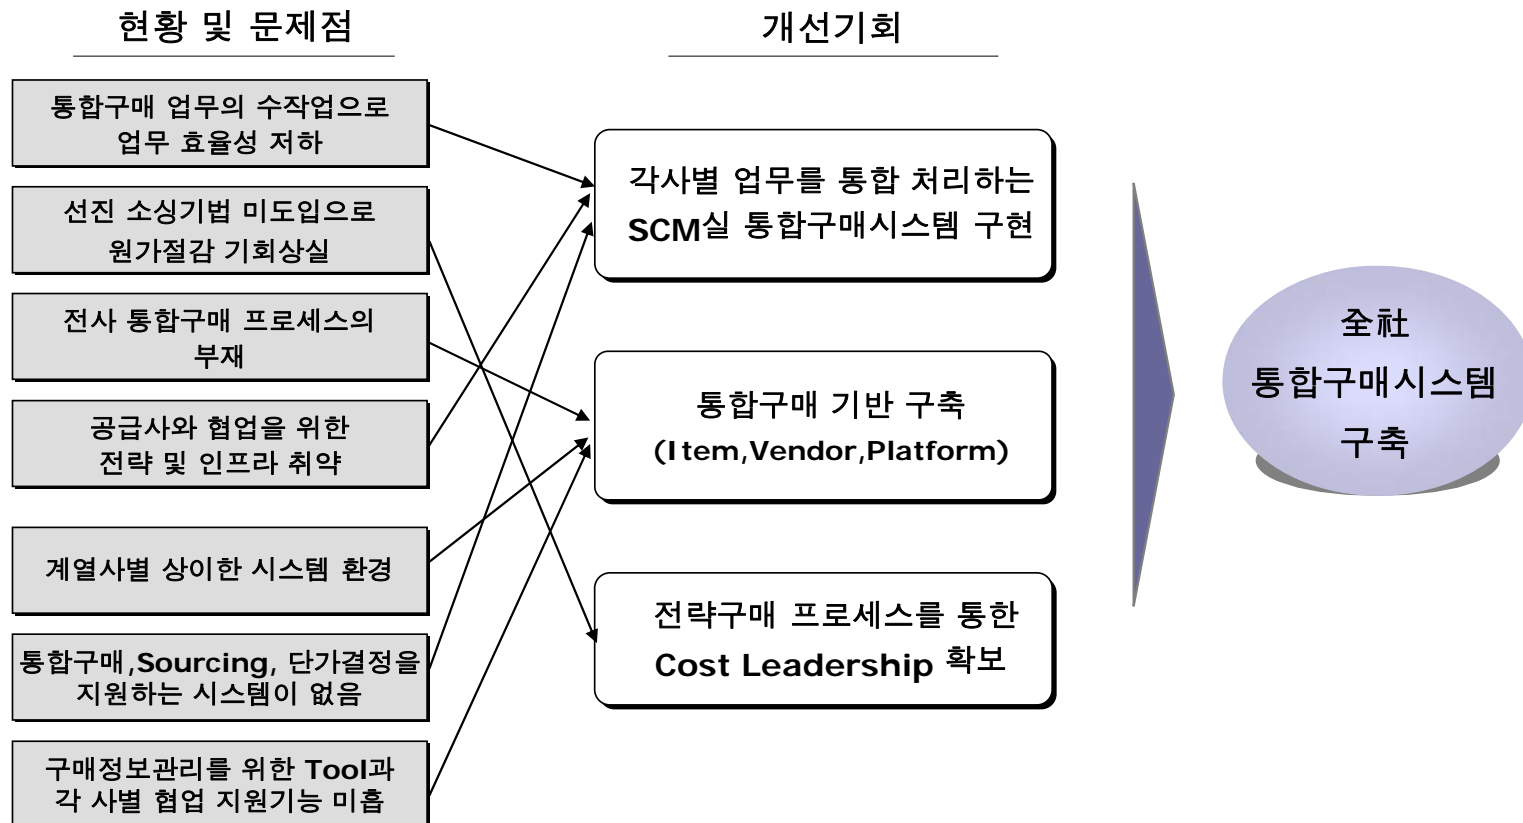 현황 및 문제점
통합구매 업무의 수작업으로
업무 효율성 저하
선진 소싱기법 미도입으로
원가절감 기회상실
전사 통합구매 프로세스의
부재
공급사와 협업을 위한
전략 및 인프라 취약
계열사별 상이한 시스템 환경
통합구매,Sourcing, 단가결정을
지원하는 시스템이 없음
구매정보관리를 위한 Tool과
각 사별 협업 지원기능 미흡
개선기회
각사별 업무를 통합 처리하는
SCM실 통합구매시스템 구현
통합구매 기반 구축
(Item,Vendor,Platform)
전략구매 프로세스를 통한
Cost Leadership 확보
全社
통합구매시스템
구축